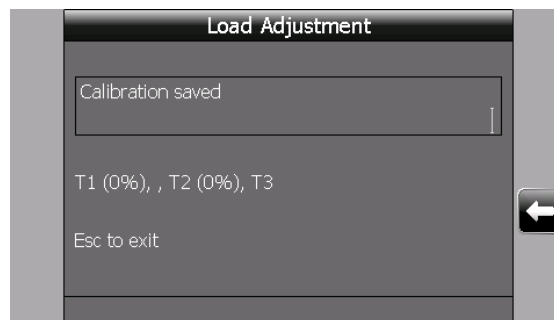 Load Adjustment
Calibration saved
T1 (0%), , T2 (0%), T3
Esc to exit